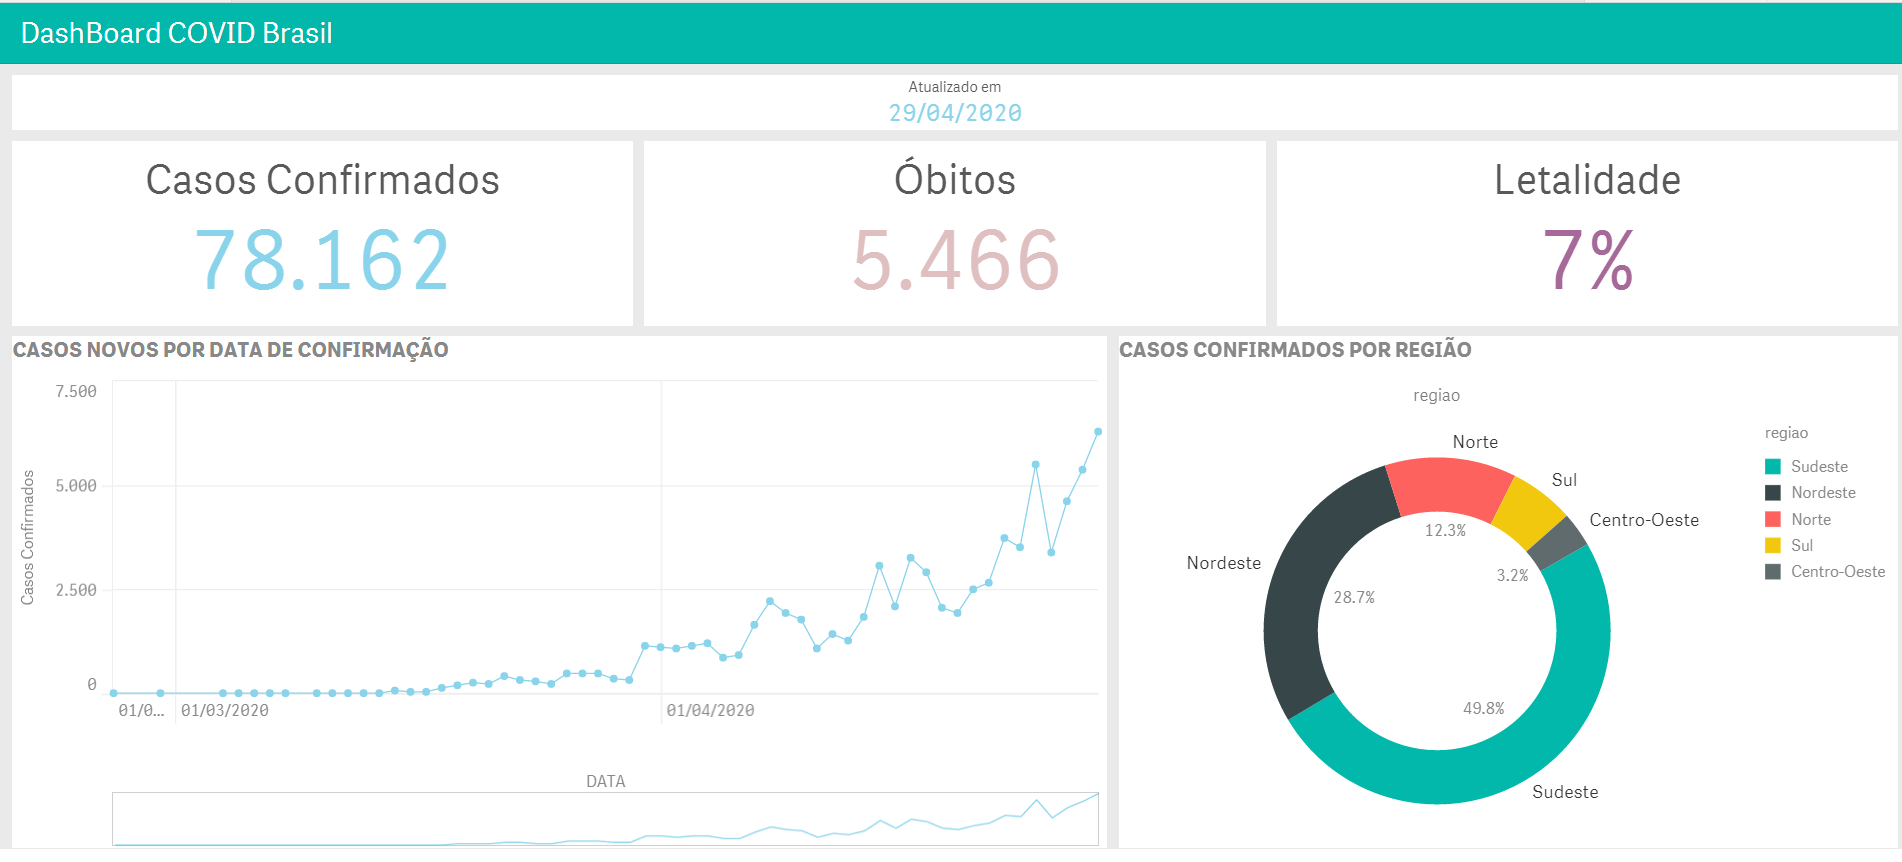 DashBoard COVID Brasil
Atualizado em
29/04/2020
Casos Confirmados
78.162
Óbitos
5.466
Letalidade
7%
CASOS NOVOS POR DATA DE CONFIRMAÇÃO
Casos Confirmados
7.500
5.000
2.500
0
01/0...
01/03/2020
01/04/2020
DATA
CASOS CONFIRMADOS POR REGIÃO
regiao
Norte
Sul
Centro-Oeste
Nordeste
Sudeste
12.3%
3.2%
28.7%
49.8%
regiao
Sudeste
Nordeste
Norte
Sul
Centro-Oeste